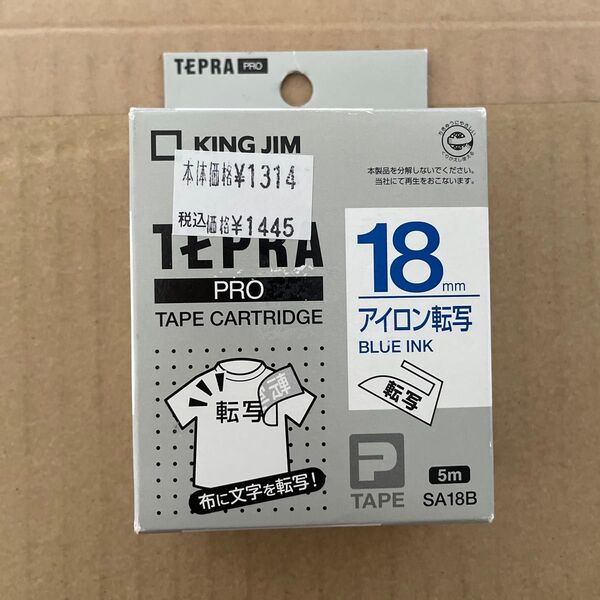 TEPRA PRO
KING JIM
本体価格¥1314
税込価格¥1445
TEPRA
PRO
TAPE CARTRIDGE
転写
布に文字を転写!
本製品を分解しないでください。
当社にて再生をおこないます。
18mm
アイロン転写
BLUE INK
転写
P
TAPE
5m
SA18B